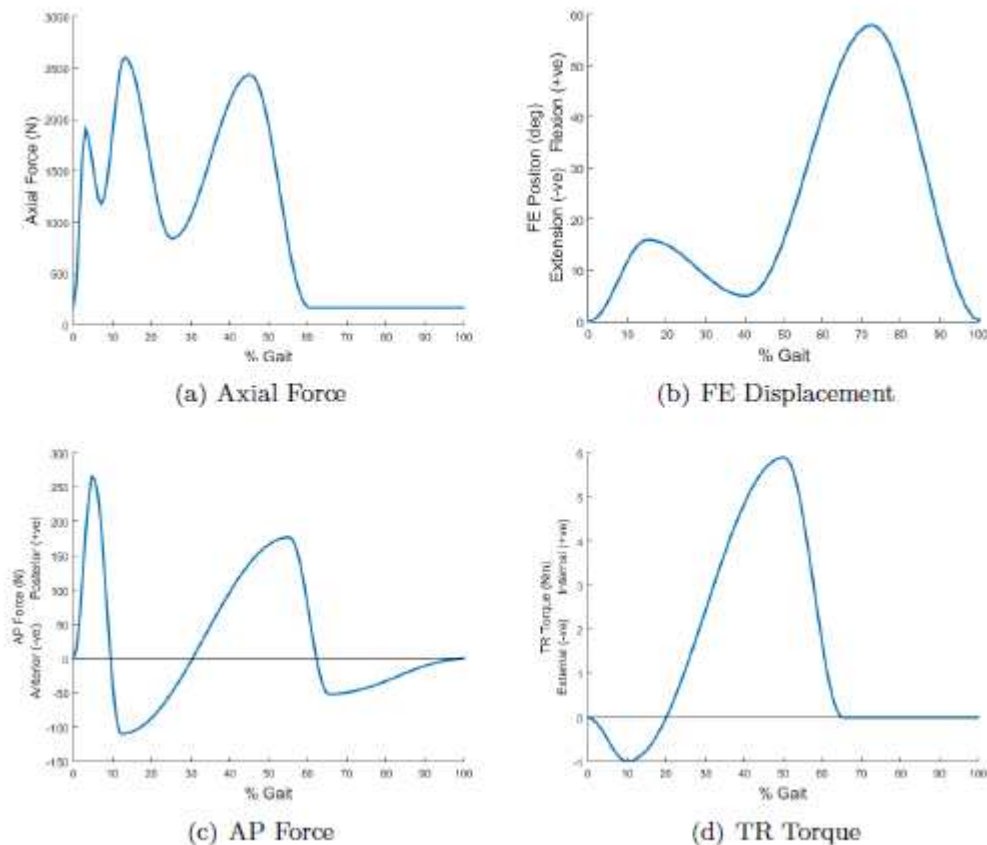 3000
2500
2000
1500
1000
500
0
Axial Force (N)
0 10 20 30 40 50 60 70 80 90 100
% Gait
(a) Axial Force
60
50
40
30
20
10
0
FE Positon (deg)
Extension (-ve) Flexion (+ve)
0 10 20 30 40 50 60 70 80 90 100
% Gait
(b) FE Displacement
300
250
200
150
100
50
0
-50
-100
-150
AP Force (N)
Anterior (-ve) Posterior (+ve)
0 10 20 30 40 50 60 70 80 90 100
% Gait
(c) AP Force
6
5
4
3
2
1
0
-1
TR Torque (Nm)
External (-ve) Internal (+ve)
0 10 20 30 40 50 60 70 80 90 100
% Gait
(d) TR Torque